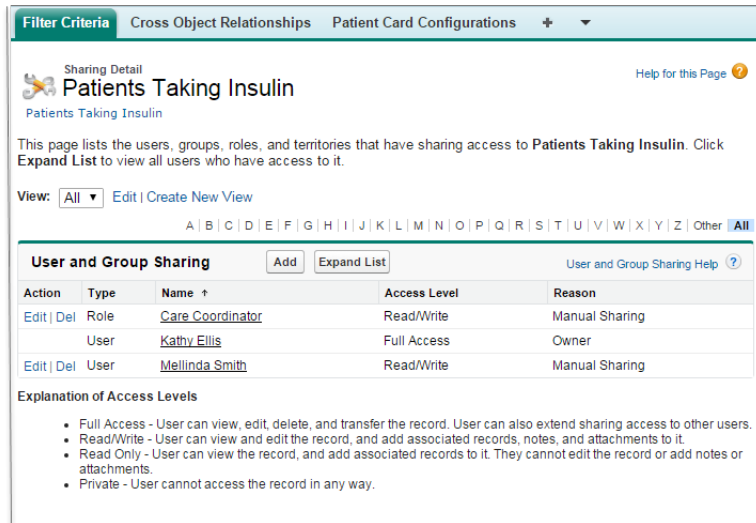 Filter Criteria Cross Object Relationships Patient Card Configurations + ▼
Sharing Detail
Patients Taking Insulin
Help for this Page ?
Patients Taking Insulin
This page lists the users, groups, roles, and territories that have sharing access to Patients Taking Insulin. Click
Expand List to view all users who have access to it.
View: All ▼ Edit | Create New View
A | B | C | D | E | F | G | H | I | J | K | L | M | N | O | P | Q | R | S | T | U | V | W | X | Y | Z | Other All
User and Group Sharing Add Expand List User and Group Sharing Help ?
Action Type Name ↑ Access Level Reason
Edit | Del Role Care Coordinator Read/Write Manual Sharing
User Kathy Ellis Full Access Owner
Edit | Del User Mellinda Smith Read/Write Manual Sharing
Explanation of Access Levels
• Full Access - User can view, edit, delete, and transfer the record. User can also extend sharing access to other users.
• Read/Write - User can view and edit the record, and add associated records, notes, and attachments to it.
• Read Only - User can view the record, and add associated records to it. They cannot edit the record or add notes or
attachments.
• Private - User cannot access the record in any way.